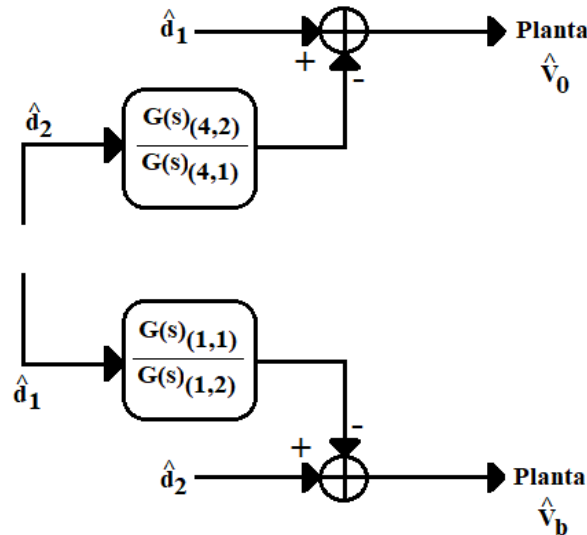 d̂1
+
-
Planta
V̂0
d̂2
G(s)(4,2)
G(s)(4,1)
G(s)(1,1)
G(s)(1,2)
d̂1
-
+
d̂2
Planta
V̂b